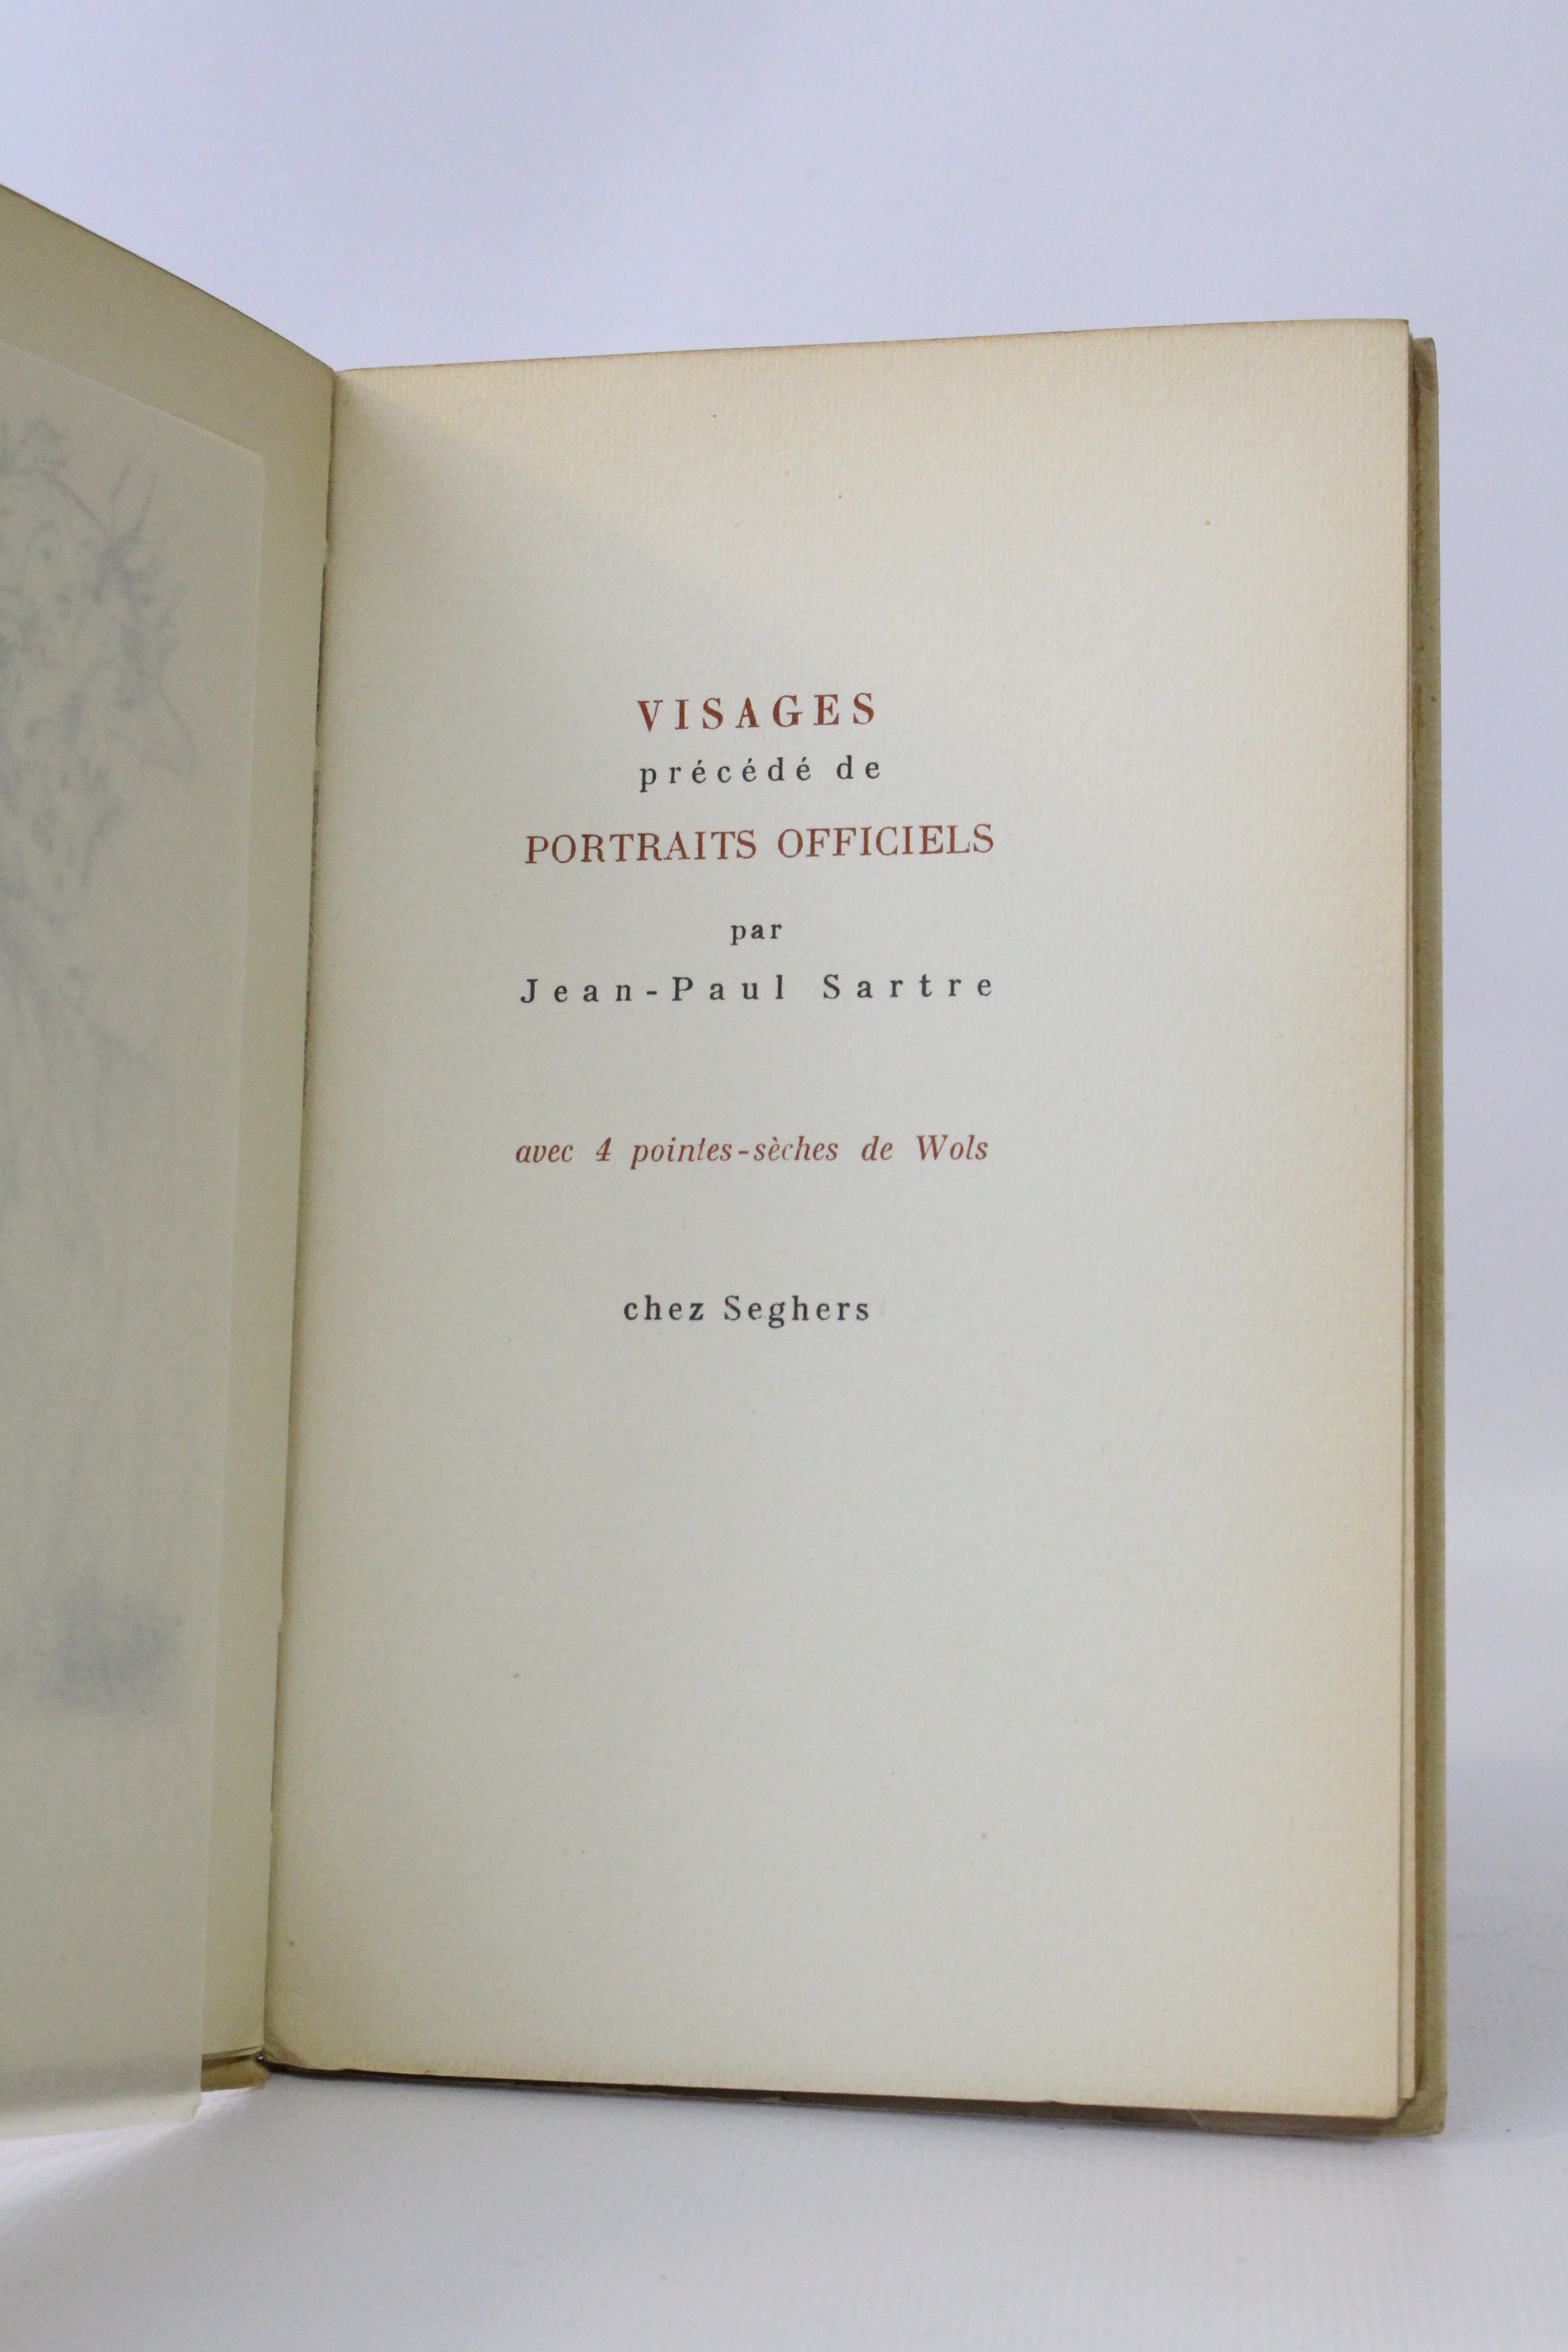 VISAGES
précédé de
PORTRAITS OFFICIELS
par
Jean-Paul Sartre
avec 4 pointes-sèches de Wols
chez Seghers